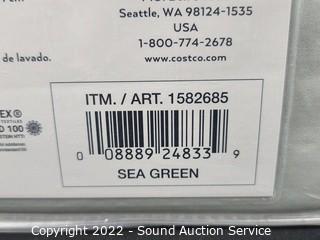 Seattle, WA 98124-1535
USA
1-800-774-2678
www.costco.com
de lavado.
EX®
100
ITM. / ART. 1582685
0 08889 24833 9
SEA GREEN
Copyright 2022 - Sound Auction Service